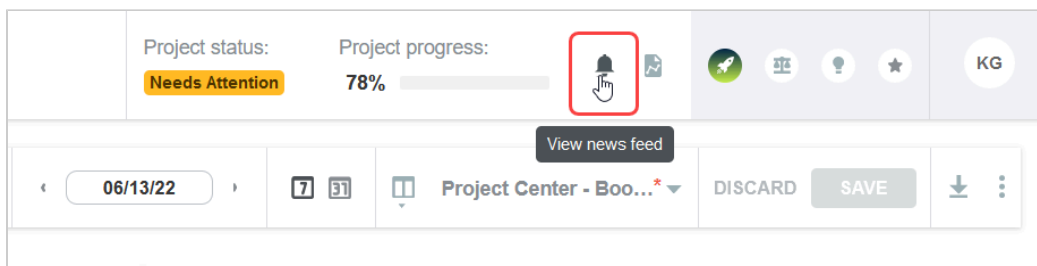 Project status:
Project progress:
Needs Attention
78%
KG
View news feed
06/13/22
7
31
Project Center - Boo...*
DISCARD
SAVE